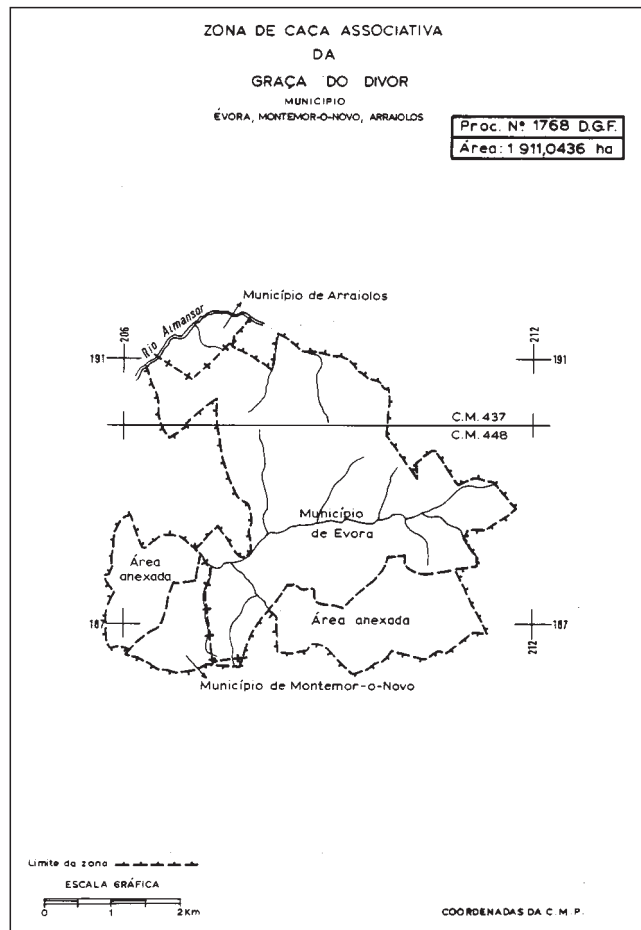 ZONA DE CAÇA ASSOCIATIVA
DA
GRAÇA DO DIVOR
MUNICIPIO
ÉVORA, MONTEMOR-O-NOVO, ARRAIOLOS
Proc. Nº 1768 D.G.F.
Área: 1 911,0436 ha
Município de Arraiolos
Rio Almansor
206
212
191
191
C.M. 437
C.M. 448
Município
de Evora
Área
anexada
Área anexada
187
187
212
Município de Montemor-o-Novo
Limite da zona
ESCALA GRÁFICA
0 1 2Km
COORDENADAS DA C.M.P.